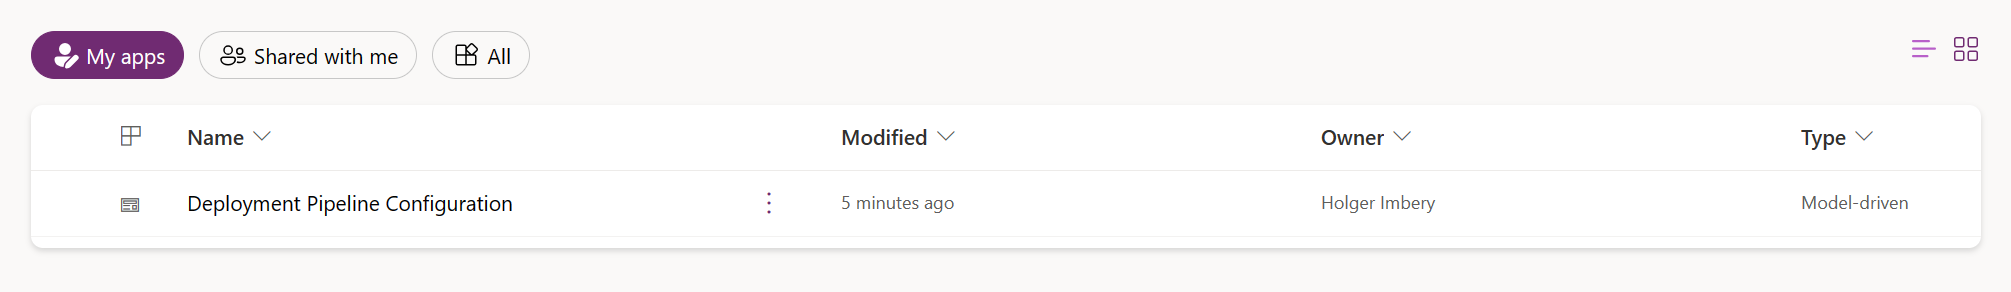 My apps Shared with me All
Name Modified Owner Type
Deployment Pipeline Configuration 5 minutes ago Holger Imbery Model-driven